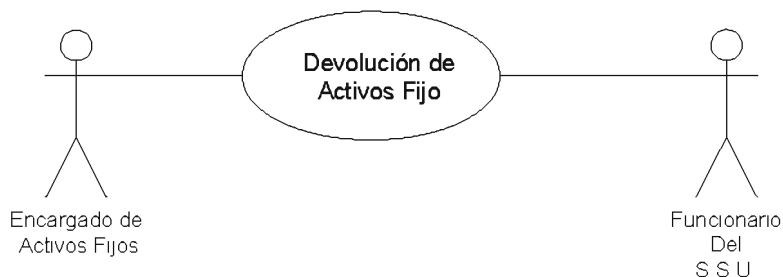 Devolución de
Activos Fijo
Encargado de
Activos Fijos
Funcionario
Del
S S U